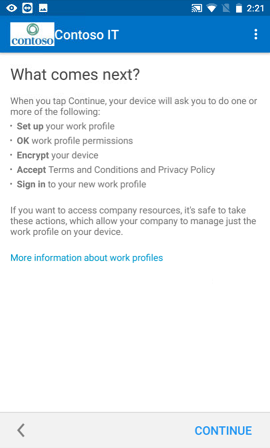 2:21
contoso
Contoso IT
What comes next?
When you tap Continue, your device will ask you to do one or
more of the following:
• Set up your work profile
• OK work profile permissions
• Encrypt your device
• Accept Terms and Conditions and Privacy Policy
• Sign in to your new work profile
If you want to access company resources, it's safe to take
these actions, which allow your company to manage just the
work profile on your device.
More information about work profiles
CONTINUE